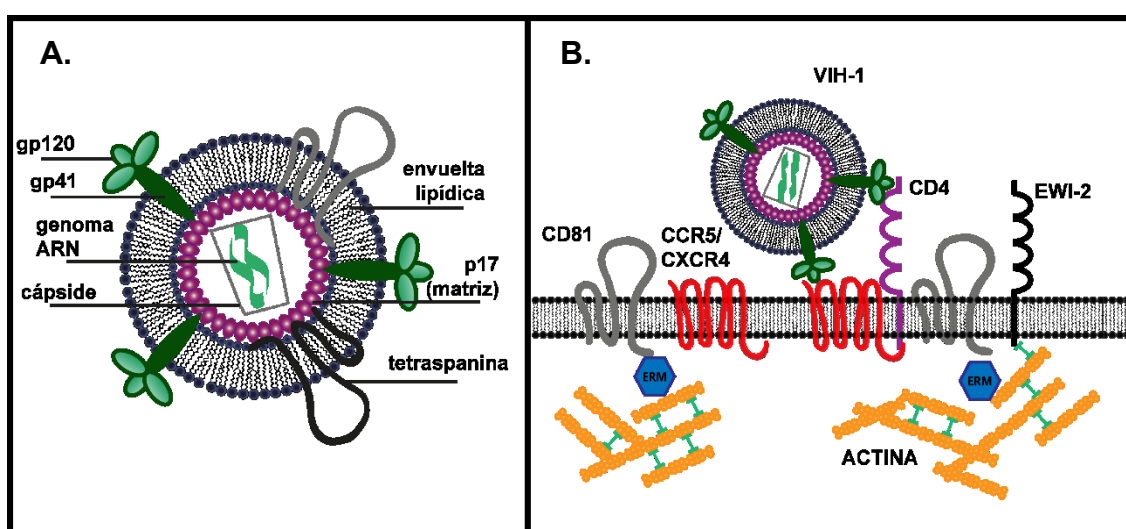 A.
gp120
gp41
genoma
ARN
cápside
envuelta
lipídica
p17
(matriz)
tetraspanina
B.
VIH-1
CD4
EWI-2
CD81
CCR5/
CXCR4
ERM
ERM
ACTINA